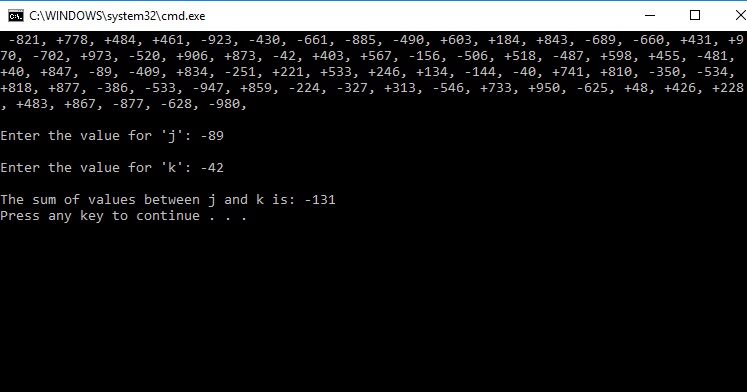 C:\WINDOWS\system32\cmd.exe
-821, +778, +484, +461, -923, -430, -661, -885, -490, +603, +184, +843, -689, -660, +431, +9
70, -702, +973, -520, +906, +873, -42, +403, +567, -156, -506, +518, -487, +598, +455, -481,
+40, +847, -89, -409, +834, -251, +221, +533, +246, +134, -144, -40, +741, +810, -350, -534,
+818, +877, -386, -533, -947, +859, -224, -327, +313, -546, +733, +950, -625, +48, +426, +228
, +483, +867, -877, -628, -980,
Enter the value for 'j': -89
Enter the value for 'k': -42
The sum of values between j and k is: -131
Press any key to continue . . .